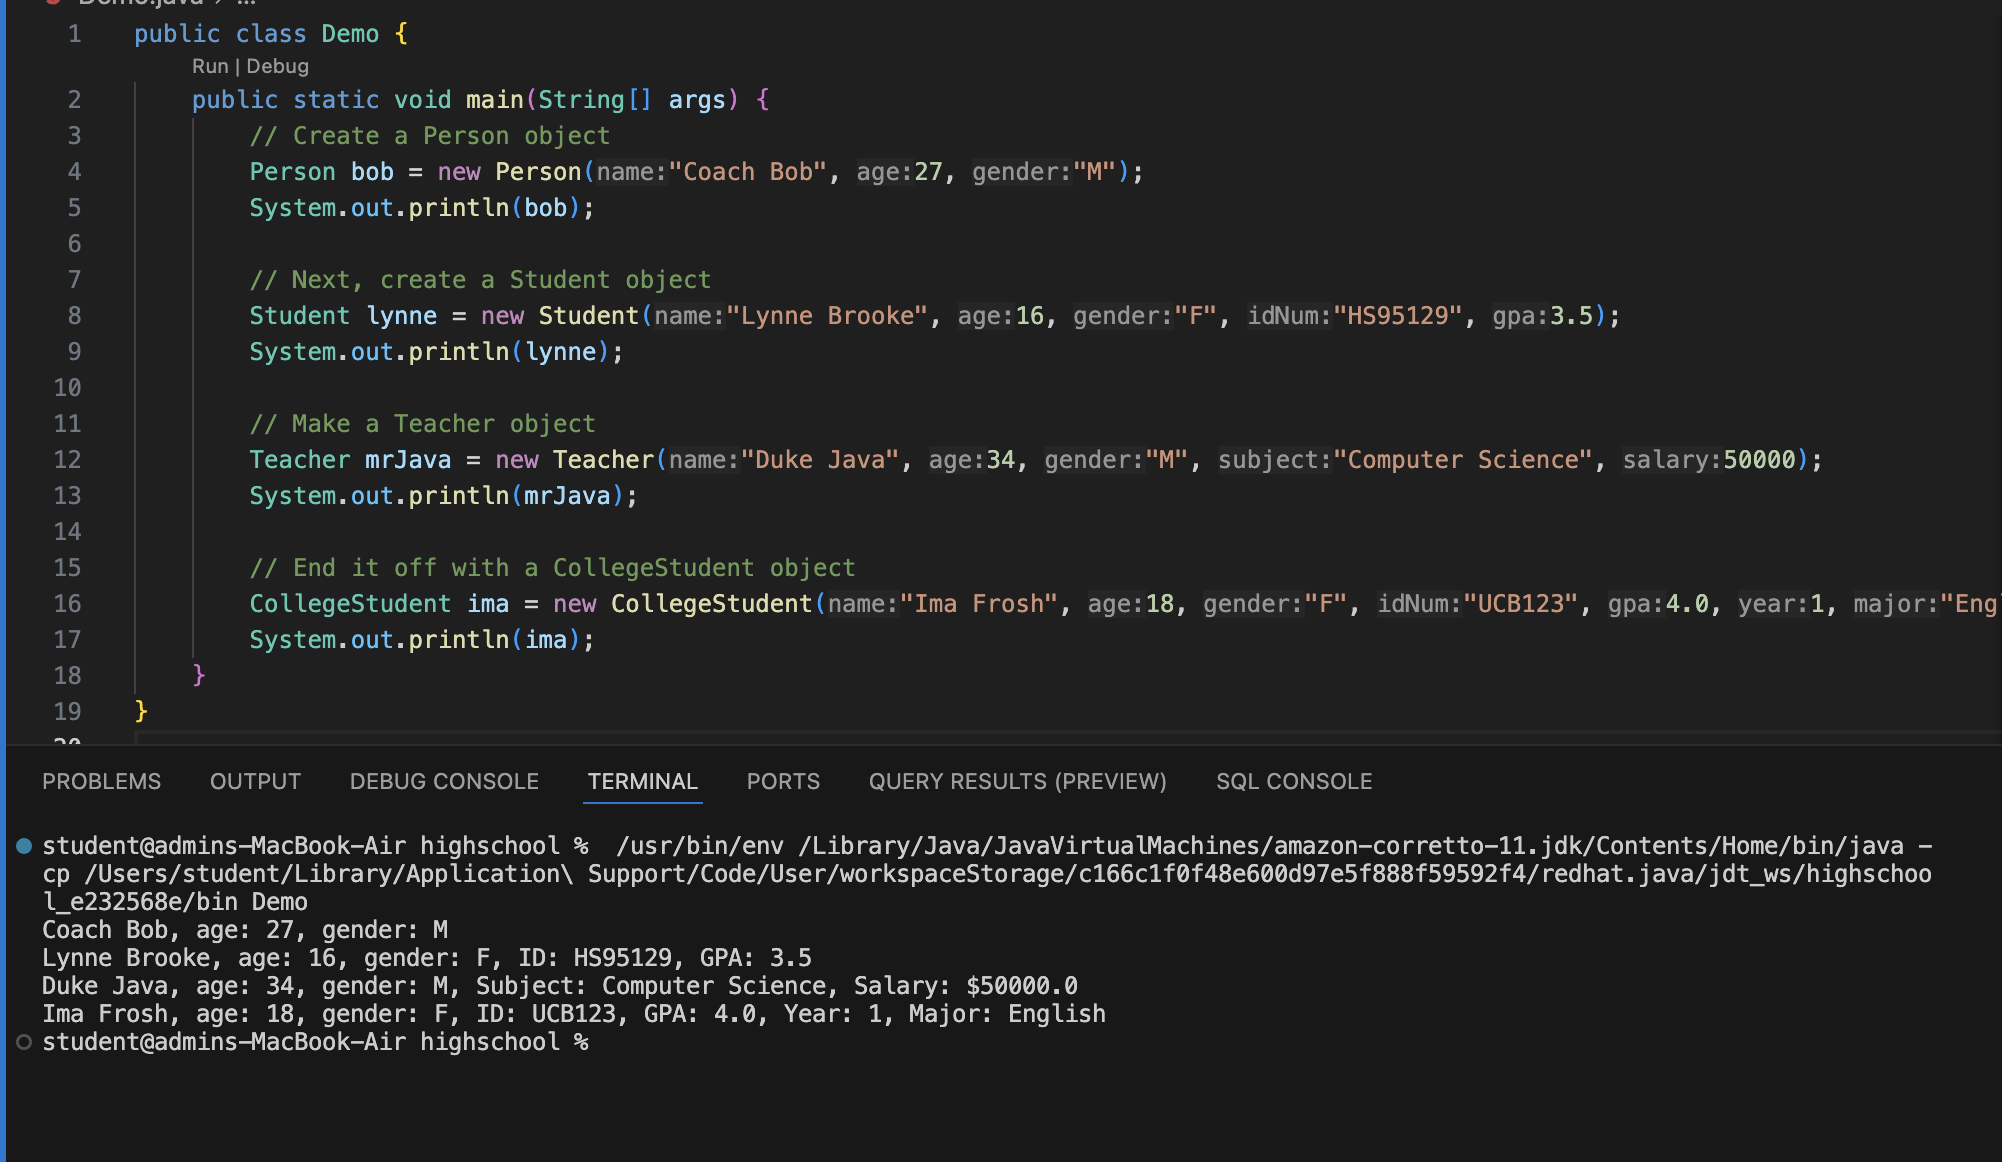 Demo.java > ...
1 public class Demo {
Run | Debug
2 public static void main(String[] args) {
3 // Create a Person object
4 Person bob = new Person(name:"Coach Bob", age:27, gender:"M");
5 System.out.println(bob);
6
7 // Next, create a Student object
8 Student lynne = new Student(name:"Lynne Brooke", age:16, gender:"F", idNum:"HS95129", gpa:3.5);
9 System.out.println(lynne);
10
11 // Make a Teacher object
12 Teacher mrJava = new Teacher(name:"Duke Java", age:34, gender:"M", subject:"Computer Science", salary:50000);
13 System.out.println(mrJava);
14
15 // End it off with a CollegeStudent object
16 CollegeStudent ima = new CollegeStudent(name:"Ima Frosh", age:18, gender:"F", idNum:"UCB123", gpa:4.0, year:1, major:"Eng
17 System.out.println(ima);
18 }
19 }
20
PROBLEMS OUTPUT DEBUG CONSOLE TERMINAL PORTS QUERY RESULTS (PREVIEW) SQL CONSOLE
student@admins-MacBook-Air highschool % /usr/bin/env /Library/Java/JavaVirtualMachines/amazon-corretto-11.jdk/Contents/Home/bin/java -
cp /Users/student/Library/Application\ Support/Code/User/workspaceStorage/c166c1f0f48e600d97e5f888f59592f4/redhat.java/jdt_ws/highschoo
l_e232568e/bin Demo
Coach Bob, age: 27, gender: M
Lynne Brooke, age: 16, gender: F, ID: HS95129, GPA: 3.5
Duke Java, age: 34, gender: M, Subject: Computer Science, Salary: $50000.0
Ima Frosh, age: 18, gender: F, ID: UCB123, GPA: 4.0, Year: 1, Major: English
student@admins-MacBook-Air highschool %